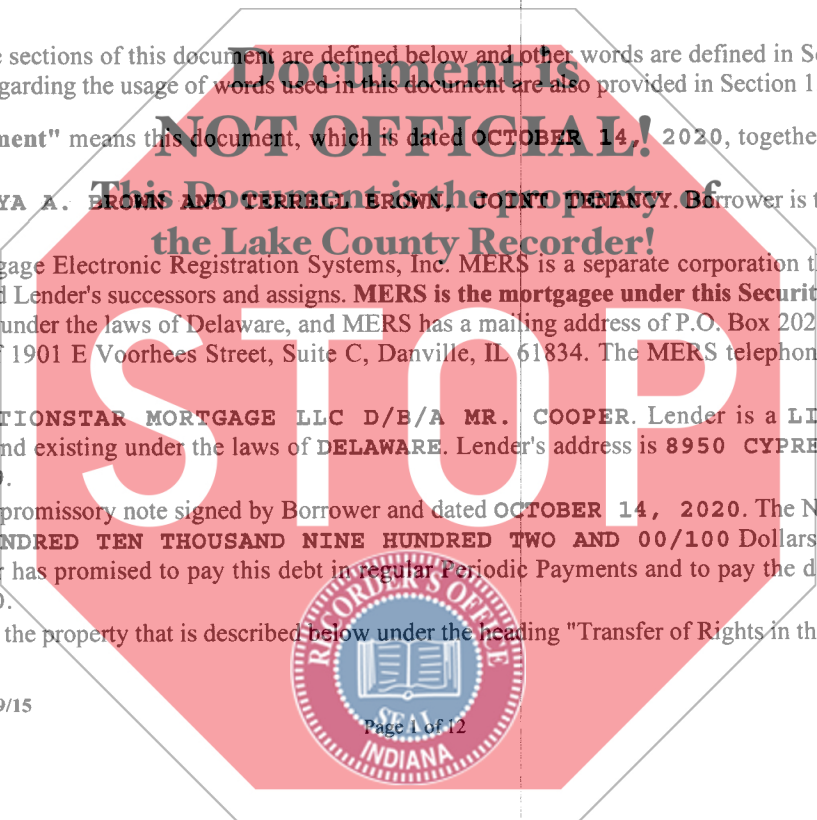 sections of this document are defined below and other words are defined in
garding the usage of words used in this document are also provided in Section 1
Document is
ment" means this document, which is dated OCTOBER 14, 2020, togethe
NOT OFFICIAL!
YA A. BROWN AND TERRELL BROWN, JOINT TENANCY. Borrower is t
This Document is the property of
the Lake County Recorder!
gage Electronic Registration Systems, Inc. MERS is a separate corporation t
d Lender's successors and assigns. MERS is the mortgagee under this Securit
under the laws of Delaware, and MERS has a mailing address of P.O. Box 202
f 1901 E Voorhees Street, Suite C, Danville, IL 61834. The MERS telephon
STOP
TIONSTAR MORTGAGE LLC D/B/A MR. COOPER. Lender is a LI
nd existing under the laws of DELAWARE. Lender's address is 8950 CYPRE
promissory note signed by Borrower and dated OCTOBER 14, 2020. The N
NDRED TEN THOUSAND NINE HUNDRED TWO AND 00/100 Dollars
r has promised to pay this debt in regular Periodic Payments and to pay the d
the property that is described below under the heading "Transfer of Rights in th
RECORDER'S OFFICE
9/15
SEAL
Page 1 of 12
INDIANA